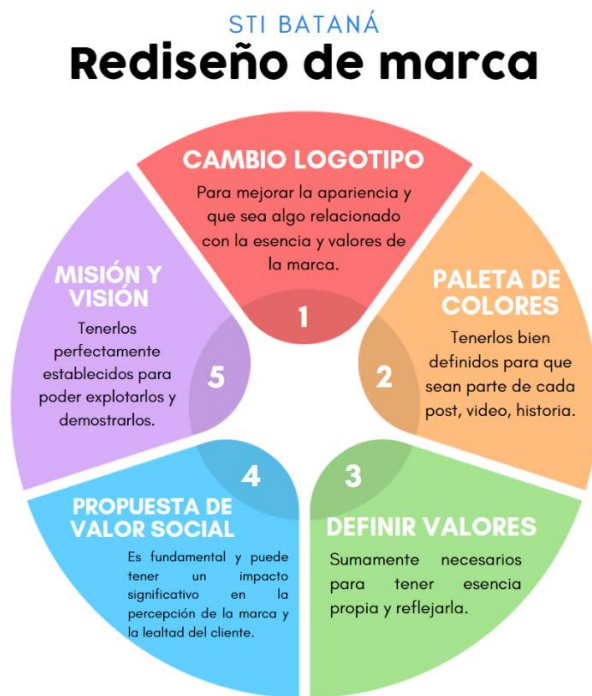 STI BATANÁ
Rediseño de marca
CAMBIO LOGOTIPO
Para mejorar la apariencia y
que sea algo relacionado
con la esencia y valores de
la marca.
1
PALETA DE
COLORES
Tenerlos bien
definidos para que
sean parte de cada
post, video, historia.
2
3
DEFINIR VALORES
Sumamente necesarios
para tener esencia
propia y reflejarla.
4
PROPUESTA DE
VALOR SOCIAL
Es fundamental y puede
tener un impacto
significativo en la
percepción de la marca y
la lealtad del cliente.
MISIÓN Y
VISIÓN
Tenerlos
perfectamente
establecidos para
poder explotarlos y
demostrarlos.
5